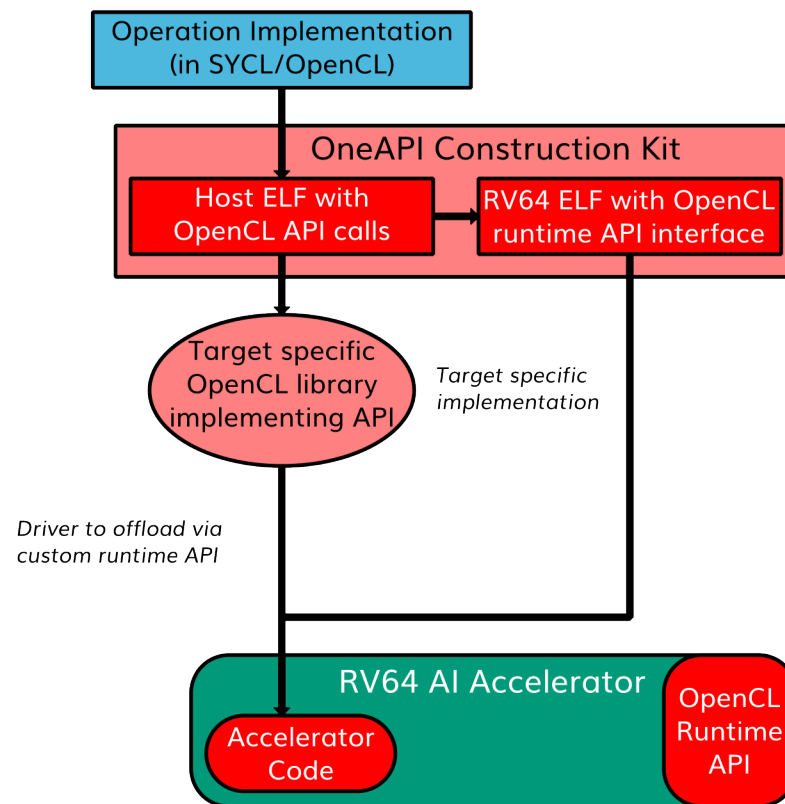 Operation Implementation
(in SYCL/OpenCL)
OneAPI Construction Kit
Host ELF with
OpenCL API calls
RV64 ELF with OpenCL
runtime API interface
Target specific
OpenCL library
implementing API
Target specific
implementation
Driver to offload via
custom runtime API
RV64 AI Accelerator
Accelerator
Code
OpenCL
Runtime
API